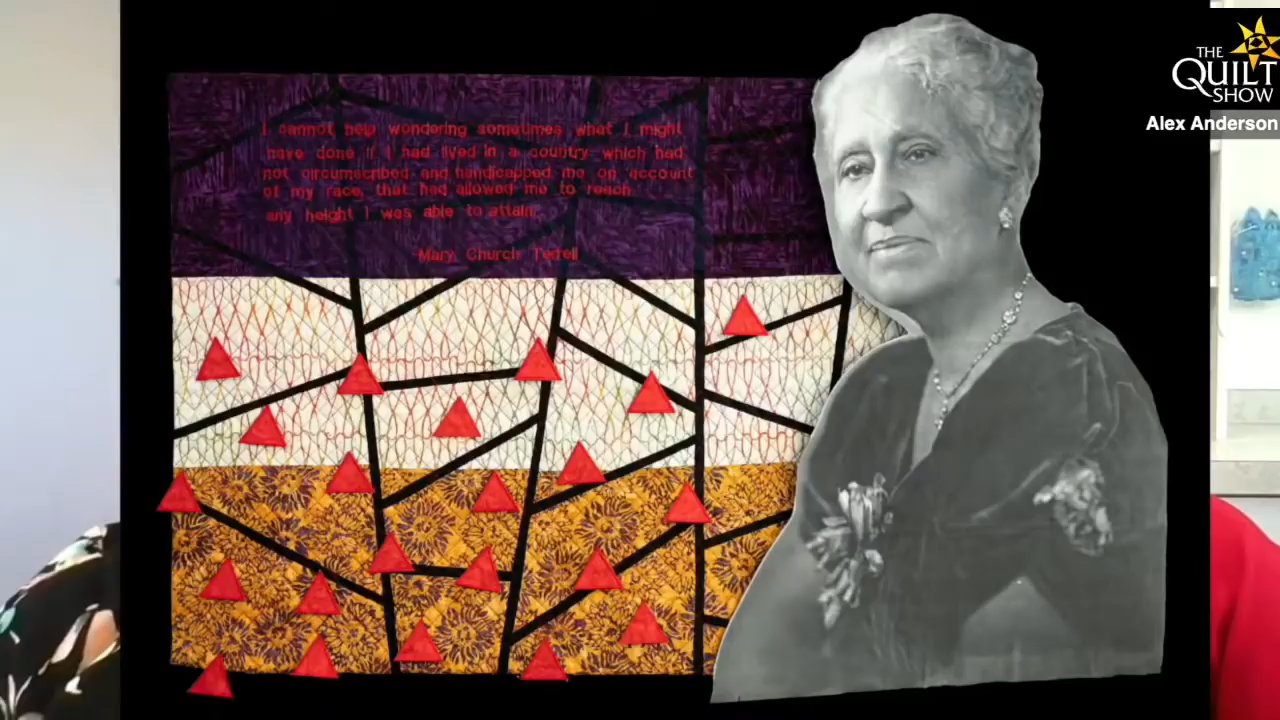 I cannot help wondering sometimes what I might
have done if I had lived in a country which had
not circumscribed and handicapped me on account
of my race, that had allowed me to reach
any height I was able to attain.
-Mary Church Terrell
THE
QUILT
SHOW
Alex Anderson